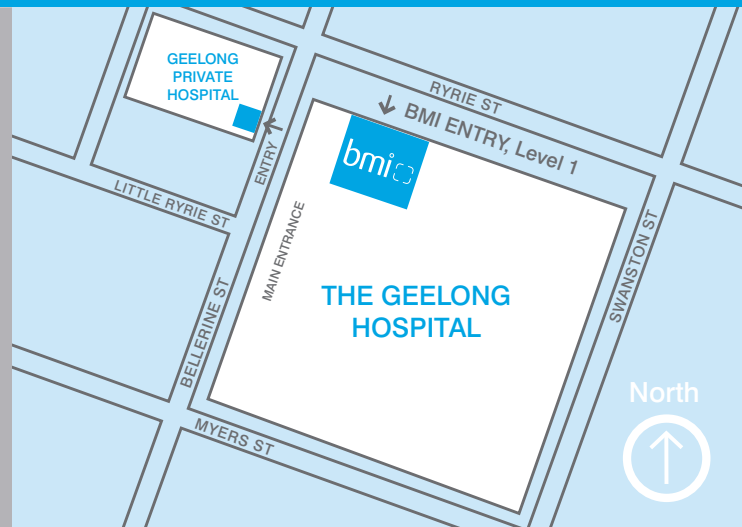 GEELONG
PRIVATE
HOSPITAL
RYRIE ST
BMI ENTRY, Level 1
bmi
ENTRY
LITTLE RYRIE ST
MAIN ENTRANCE
SWANSTON ST
THE GEELONG
HOSPITAL
BELLERINE ST
North
MYERS ST